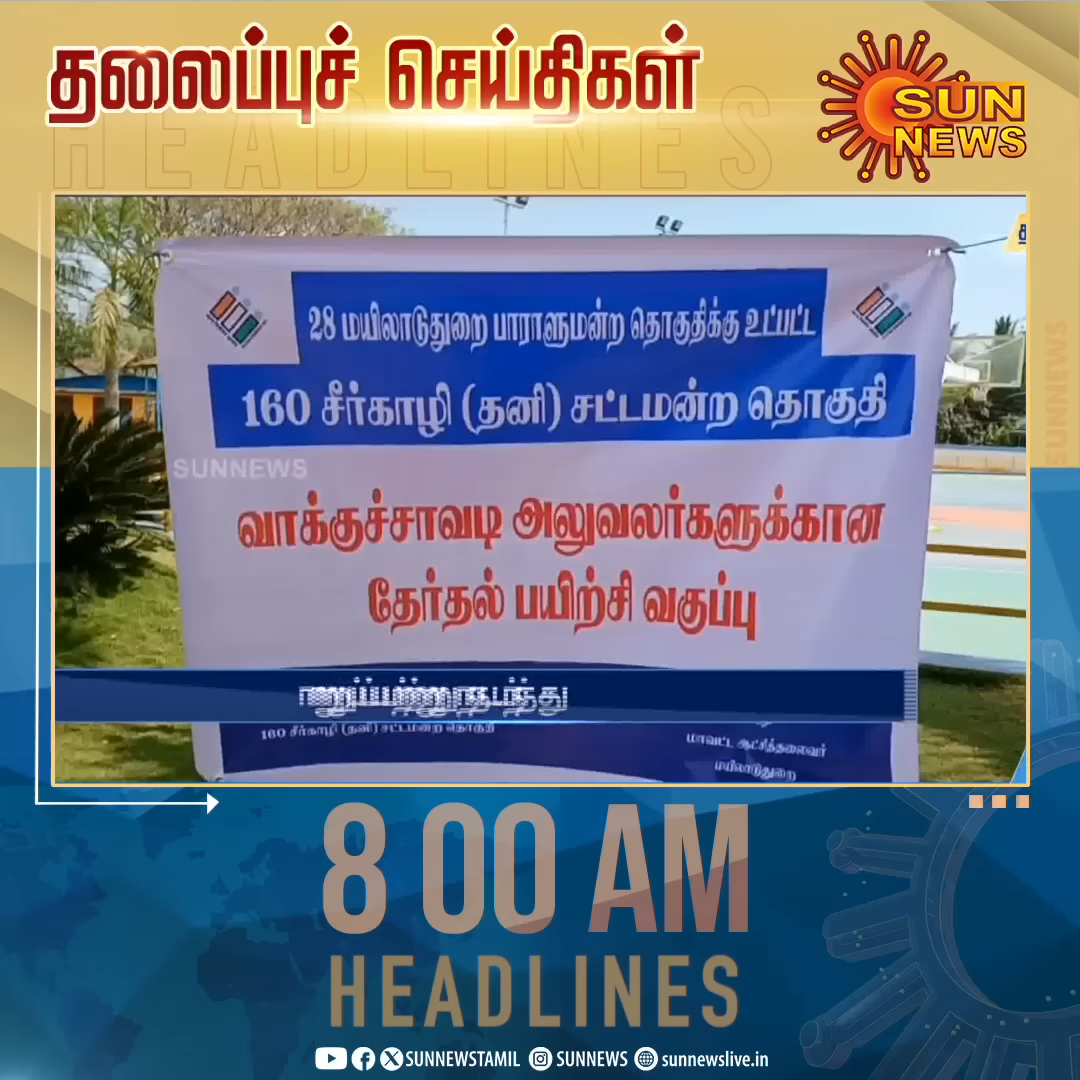 தலைப்புச் செய்திகள்
HEADLINES
SUN
NEWS
28 மயிலாடுதுறை பாராளுமன்ற தொகுதிக்கு உட்பட்ட
160 சீர்காழி (தனி) சட்டமன்ற தொகுதி
SUNNEWS
வாக்குச்சாவடி அலுவலர்களுக்கான
தேர்தல் பயிற்சி வகுப்பு
160 சீர்காழி (தனி) சட்டமன்ற தொகுதி
மாவட்ட ஆட்சித்தலைவர்
மயிலாடுதுறை
SUNNEWS
8 00 AM
HEADLINES
SUNNEWSTAMIL SUNNEWS sunnewslive.in